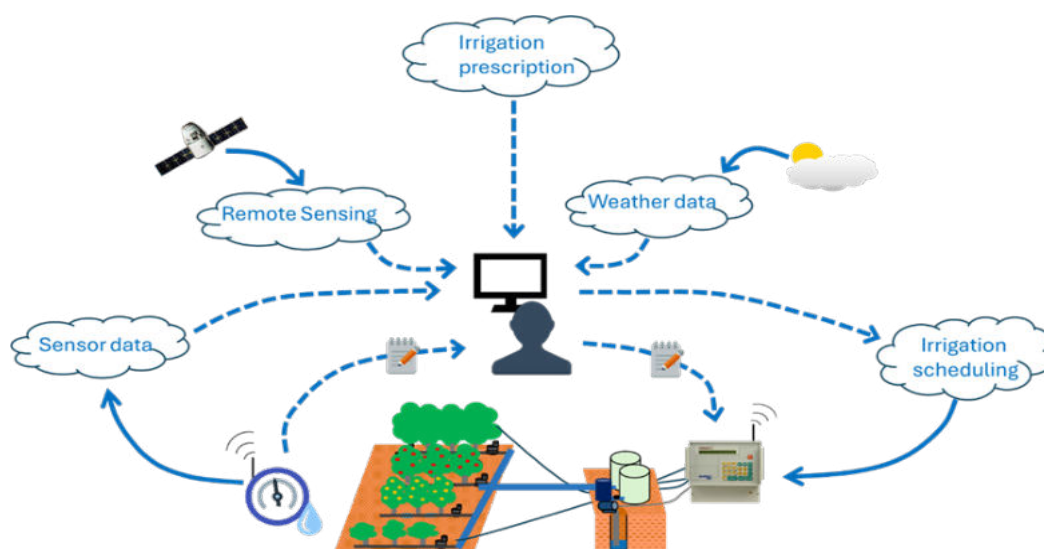 Irrigation
prescription
Remote Sensing
Weather data
Sensor data
Irrigation
scheduling